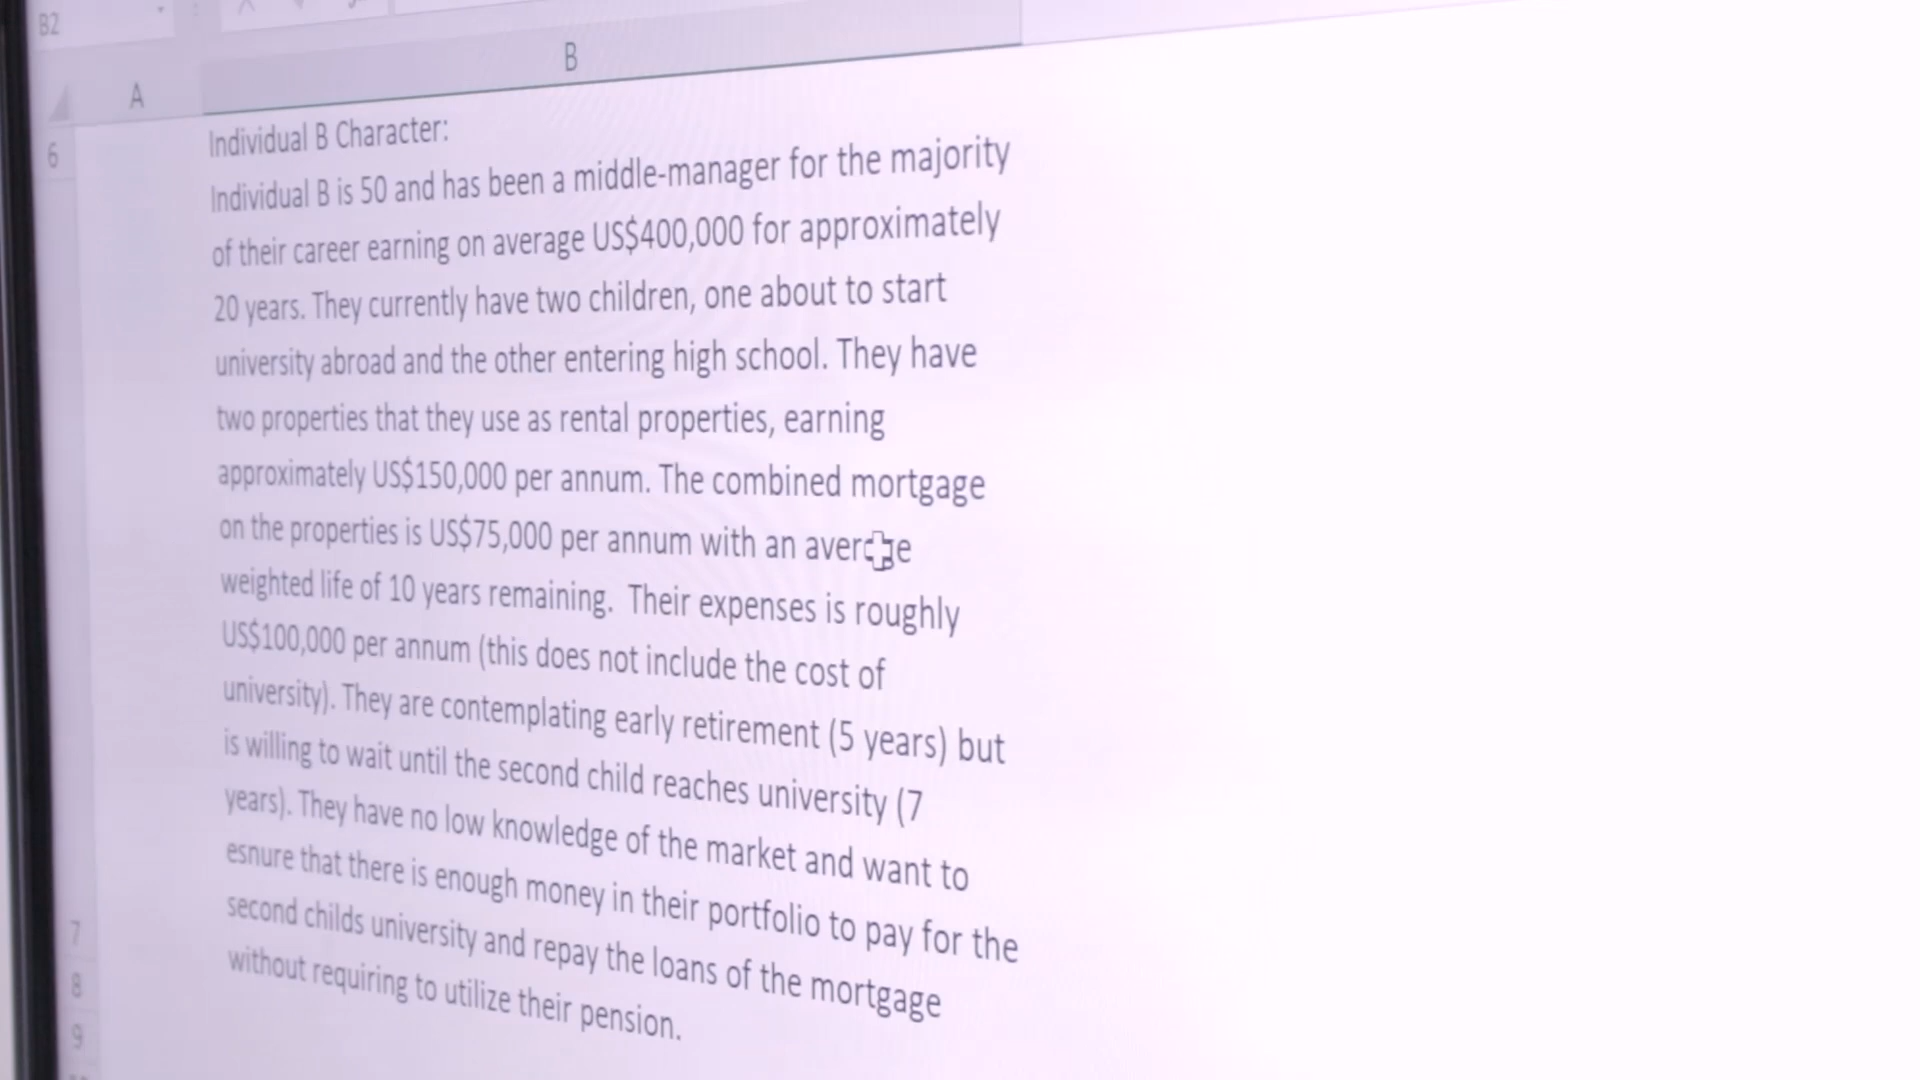 B2
A
B
6
Individual B Character:
Individual B is 50 and has been a middle-manager for the majority
of their career earning on average US$400,000 for approximately
20 years. They currently have two children, one about to start
university abroad and the other entering high school. They have
two properties that they use as rental properties, earning
approximately US$150,000 per annum. The combined mortgage
on the properties is US$75,000 per annum with an average
weighted life of 10 years remaining.  Their expenses is roughly
US$100,000 per annum (this does not include the cost of
university). They are contemplating early retirement (5 years) but
is willing to wait until the second child reaches university (7
years). They have no low knowledge of the market and want to
esnure that there is enough money in their portfolio to pay for the
second childs university and repay the loans of the mortgage
without requiring to utilize their pension.
7
8
9